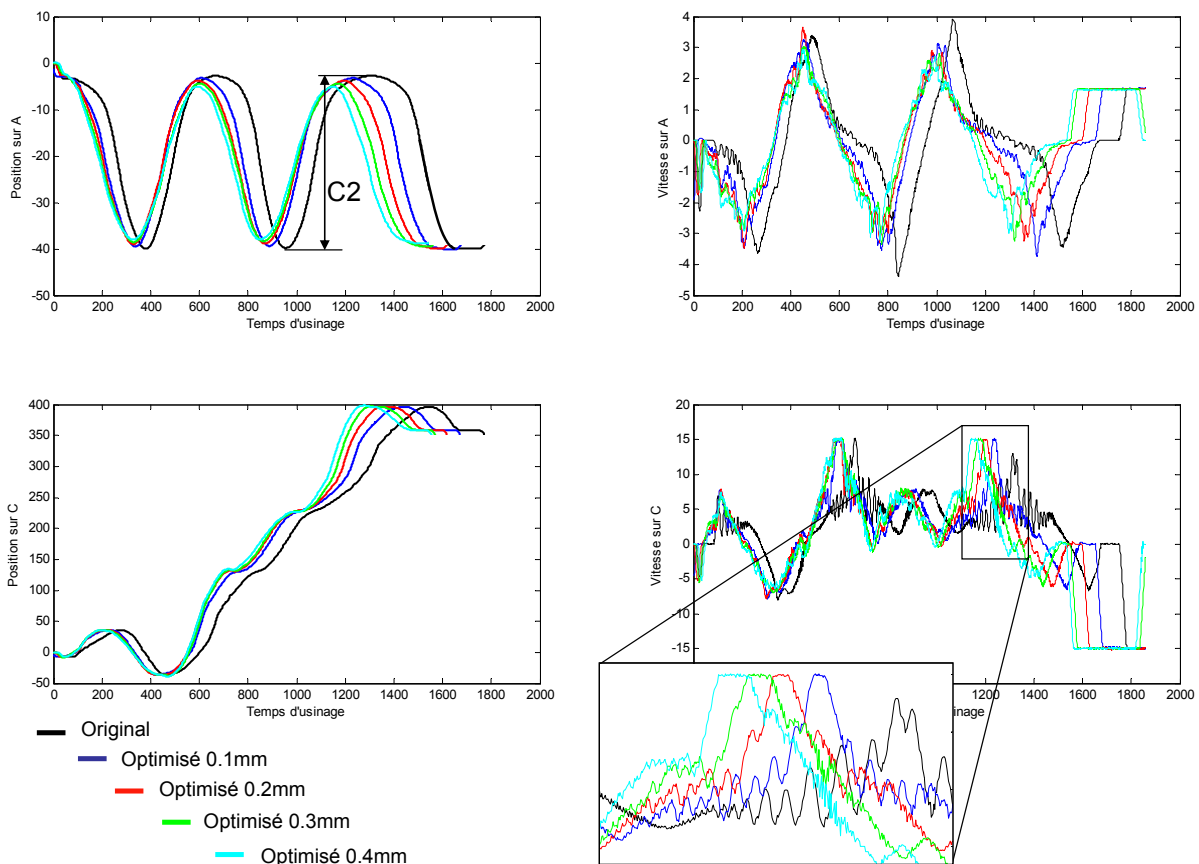 10
0
-10
-20
-30
-40
-50
Position sur A
C2
0 200 400 600 800 1000 1200 1400 1600 1800 2000
Temps d'usinage
4
3
2
1
0
-1
-2
-3
4
5
Vitesse sur A
0 200 400 600 800 1000 1200 1400 1600 1800 2000
Temps d'usinage
400
350
300
250
200
150
100
50
0
-50
Position sur C
0 200 400 600 800 1000 1200 1400 1600 1800 2000
Temps d'usinage
20
15
10
5
0
-5
-10
-15
Vitesse sur C
1200 1400 1600 1800 2000
usinage
Original
Optimisé 0.1mm
Optimisé 0.2mm
Optimisé 0.3mm
Optimisé 0.4mm